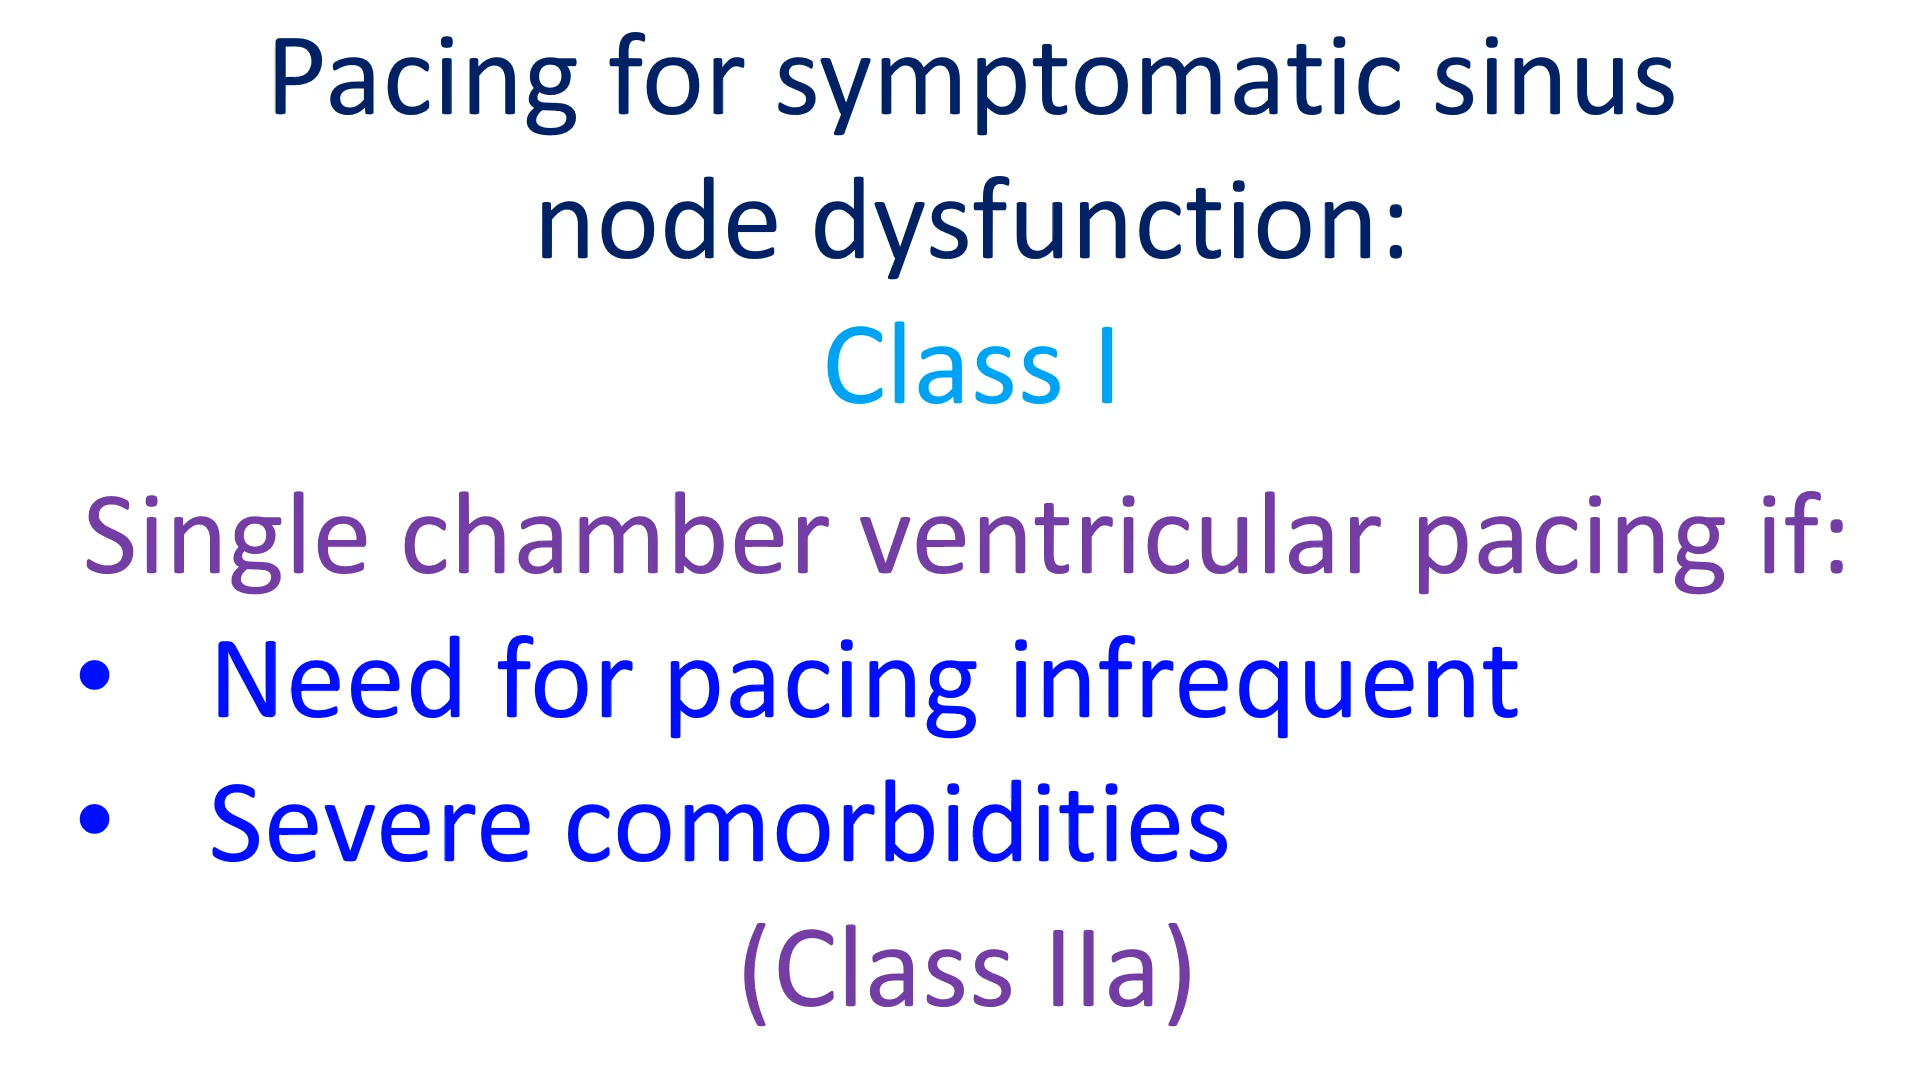 Pacing for symptomatic sinus
node dysfunction:
Class I
Single chamber ventricular pacing if:
• Need for pacing infrequent
• Severe comorbidities
(Class IIa)